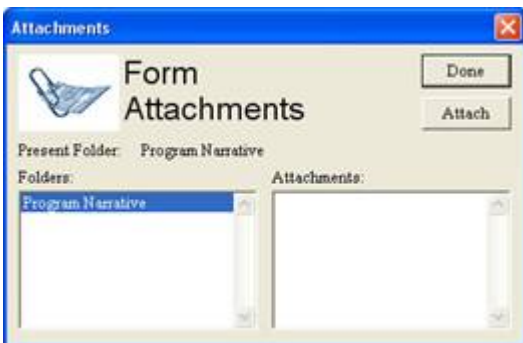 Attachments
Form
Attachments
Done
Attach
Present Folder: Program Narrative
Folders:
Attachments:
Program Narrative